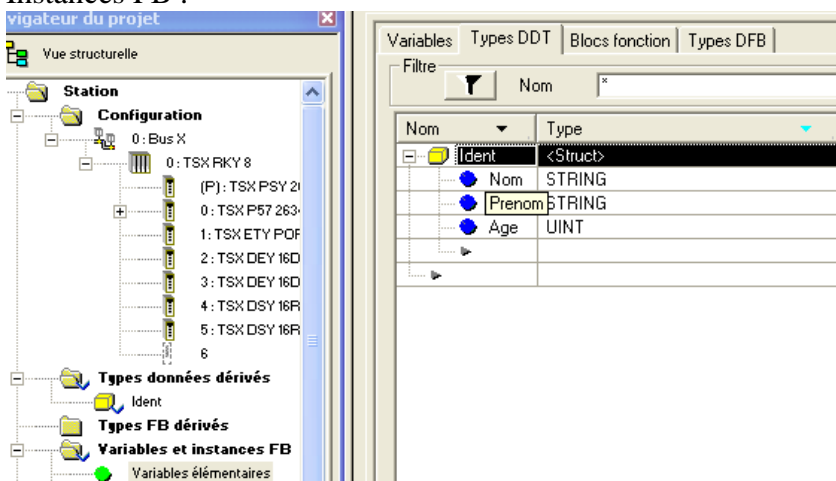 Instances FB :
vigateur du projet
Vue structurelle
Station
Configuration
0 : Bus X
0 : TSX RKY 8
(P) : TSX PSY 2
0 : TSX P57 263
1 : TSX ETY POR
2 : TSX DEY 16D
3 : TSX DEY 16D
4 : TSX DSY 16R
5 : TSX DSY 16R
6
Types données dérivés
Ident
Types FB dérivés
Variables et instances FB
Variables élémentaires
Variables Types DDT Blocs fonction Types DFB
Filtre
Nom *
Nom Type
Ident <Struct>
Nom STRING
Prenom STRING
Age UINT